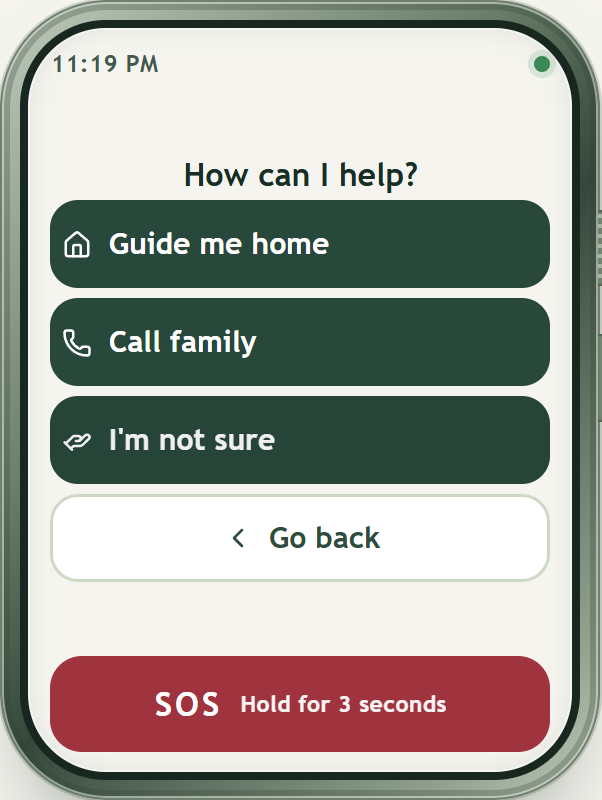 11:19 PM
How can I help?
Guide me home
Call family
I'm not sure
Go back
SOS Hold for 3 seconds